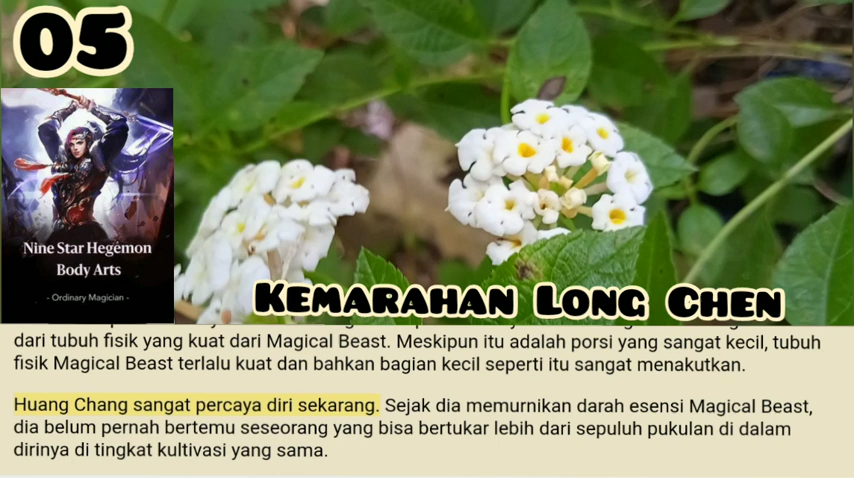 05
Nine Star Hegemon
Body Arts
- Ordinary Magician -
KEMARAHAN LONG CHEN
dari tubuh fisik yang kuat dari Magical Beast. Meskipun itu adalah porsi yang sangat kecil, tubuh
fisik Magical Beast terlalu kuat dan bahkan bagian kecil seperti itu sangat menakutkan.
Huang Chang sangat percaya diri sekarang. Sejak dia memurnikan darah esensi Magical Beast,
dia belum pernah bertemu seseorang yang bisa bertukar lebih dari sepuluh pukulan di dalam
dirinya di tingkat kultivasi yang sama.